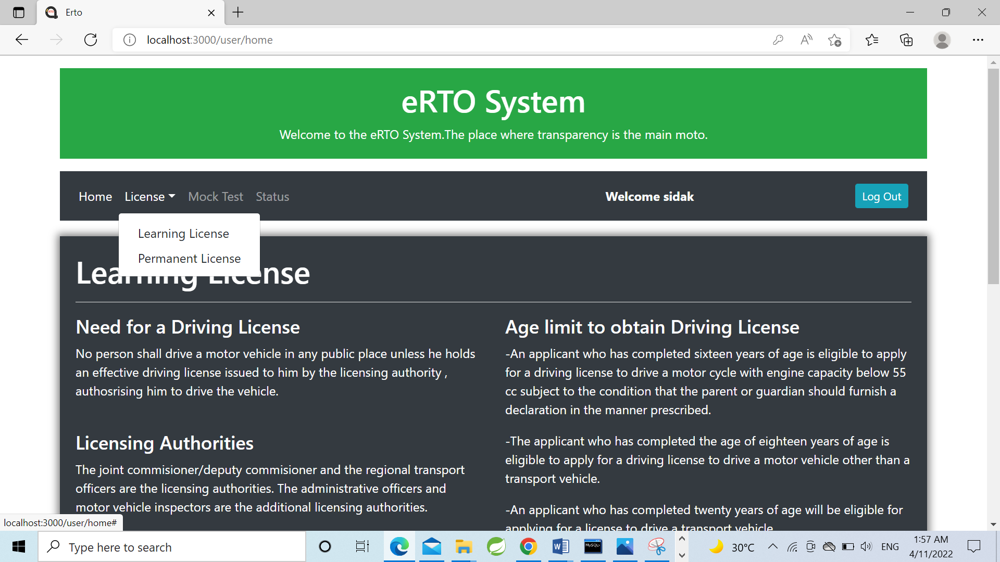 Erto
localhost:3000/user/home
eRTO System
Welcome to the eRTO System.The place where transparency is the main moto.
Home License Mock Test Status Welcome sidak Log Out
Learning License
Permanent License
Learning License
Need for a Driving License
No person shall drive a motor vehicle in any public place unless he holds
an effective driving license issued to him by the licensing authority ,
authosrising him to drive the vehicle.
Licensing Authorities
The joint commisioner/deputy commisioner and the regional transport
officers are the licensing authorities. The administrative officers and
motor vehicle inspectors are the additional licensing authorities.
Age limit to obtain Driving License
-An applicant who has completed sixteen years of age is eligible to apply
for a driving license to drive a motor cycle with engine capacity below 55
cc subject to the condition that the parent or guardian should furnish a
declaration in the manner prescribed.
-The applicant who has completed the age of eighteen years of age is
eligible to apply for a driving license to drive a motor vehicle other than a
transport vehicle.
-An applicant who has completed twenty years of age will be eligible for
applying for a license to drive a transport vehicle
localhost:3000/user/home#
Type here to search
MySQL
30°C
ENG
1:57 AM
4/11/2022